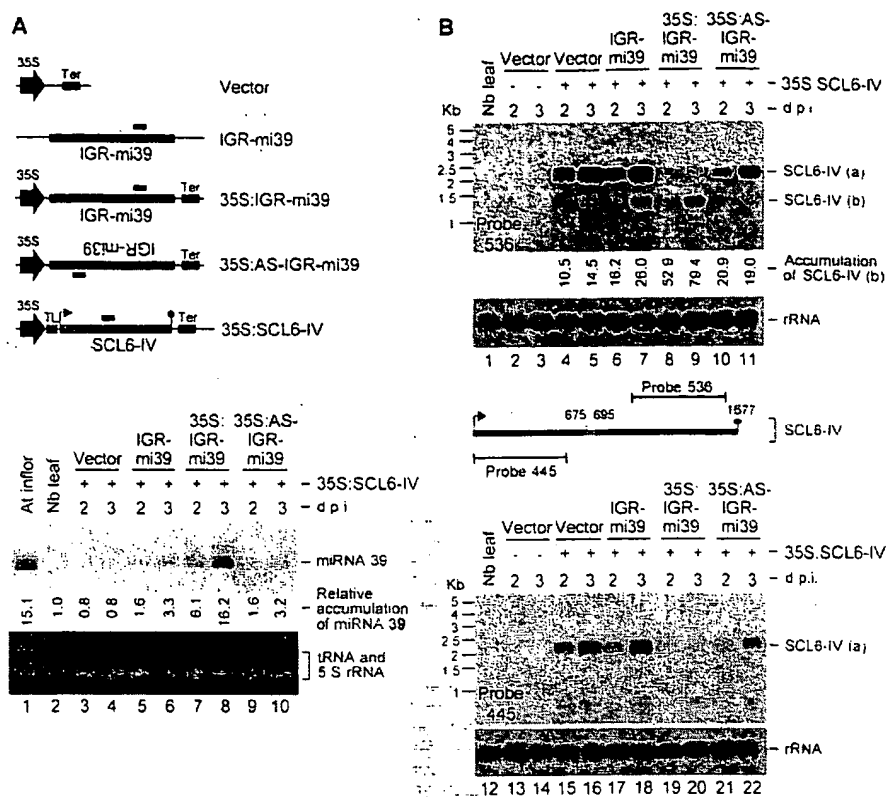 A
35S
Ter
Vector
IGR-mi39
IGR-mi39
35S
Ter
IGR-mi39
35S:IGR-mi39
35S
IGR-mi39
Ter
35S:AS-IGR-mi39
35S
TL
Ter
SCL6-IV
35S:SCL6-IV
At inflor
Nb leaf
Vector
IGR-mi39
35S: IGR-mi39
35S:AS-IGR-mi39
+ + + + + + + + 35S:SCL6-IV
2 3 2 3 2 3 2 3 d p i
miRNA 39
15.1 1.0 0.8 0.8 1.6 3.3 6.1 16.2 1.6 3.2
Relative accumulation of miRNA 39
tRNA and 5 S rRNA
1 2 3 4 5 6 7 8 9 10
B
Nb leaf
Vector
Vector
IGR-mi39
35S: IGR-mi39
35S:AS-IGR-mi39
- - + + + + + + + + 35S SCL6-IV
2 3 2 3 2 3 2 3 2 3 d p i
Kb
5
4
3
2.5
2
1 5
1
Probe 536
SCL6-IV (a)
SCL6-IV (b)
10.5 14.5 16.2 26.0 52.9 79.4 20.9 19.0
Accumulation of SCL6-IV (b)
rRNA
1 2 3 4 5 6 7 8 9 10 11
Probe 536
675 695
1577
SCL6-IV
Probe 445
Nb leaf
Vector
Vector
IGR-mi39
35S IGR-mi39
35S:AS-IGR-mi39
- - + + + + + + + + 35S.SCL6-IV
2 3 2 3 2 3 2 3 2 3 d p.i.
Kb
5
4
3
2 5
2
1 5
1
Probe 445
SCL6-IV (a)
rRNA
12 13 14 15 16 17 18 19 20 21 22